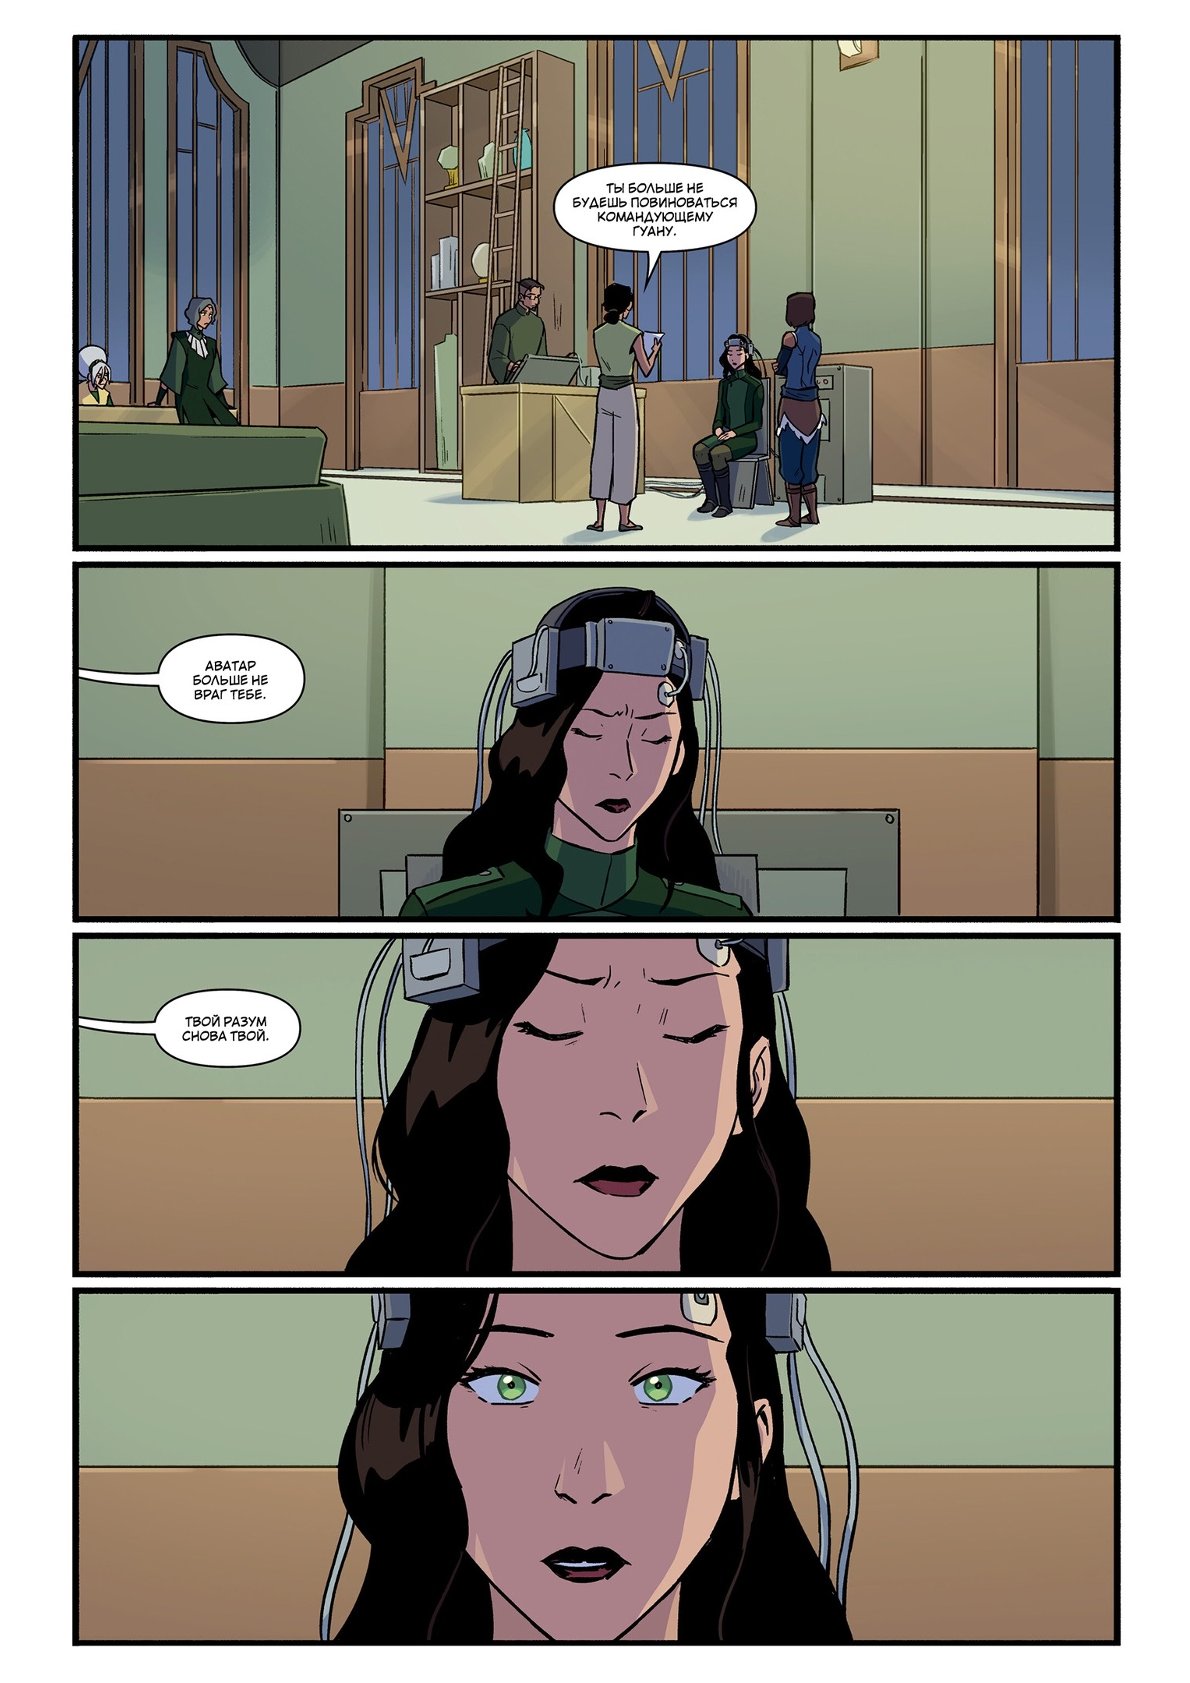 ТЫ БОЛЬШЕ НЕ
БУДЕШЬ ПОВИНОВАТЬСЯ
КОМАНДУЮЩЕМУ
ГУАНУ.
АВАТАР
БОЛЬШЕ НЕ
ВРАГ ТЕБЕ.
ТВОЙ РАЗУМ
СНОВА ТВОЙ.